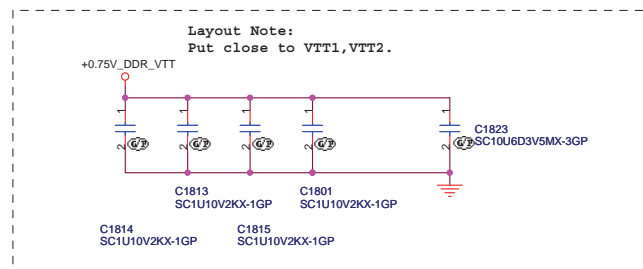 Layout Note:
Put close to VTT1,VTT2.
+0.75V_DDR_VTT
1
1
1
1
1
2
2
2
2
2
C1823
SC10U6D3V5MX-3GP
C1813
SC1U10V2KX-1GP
C1801
SC1U10V2KX-1GP
C1814
SC1U10V2KX-1GP
C1815
SC1U10V2KX-1GP